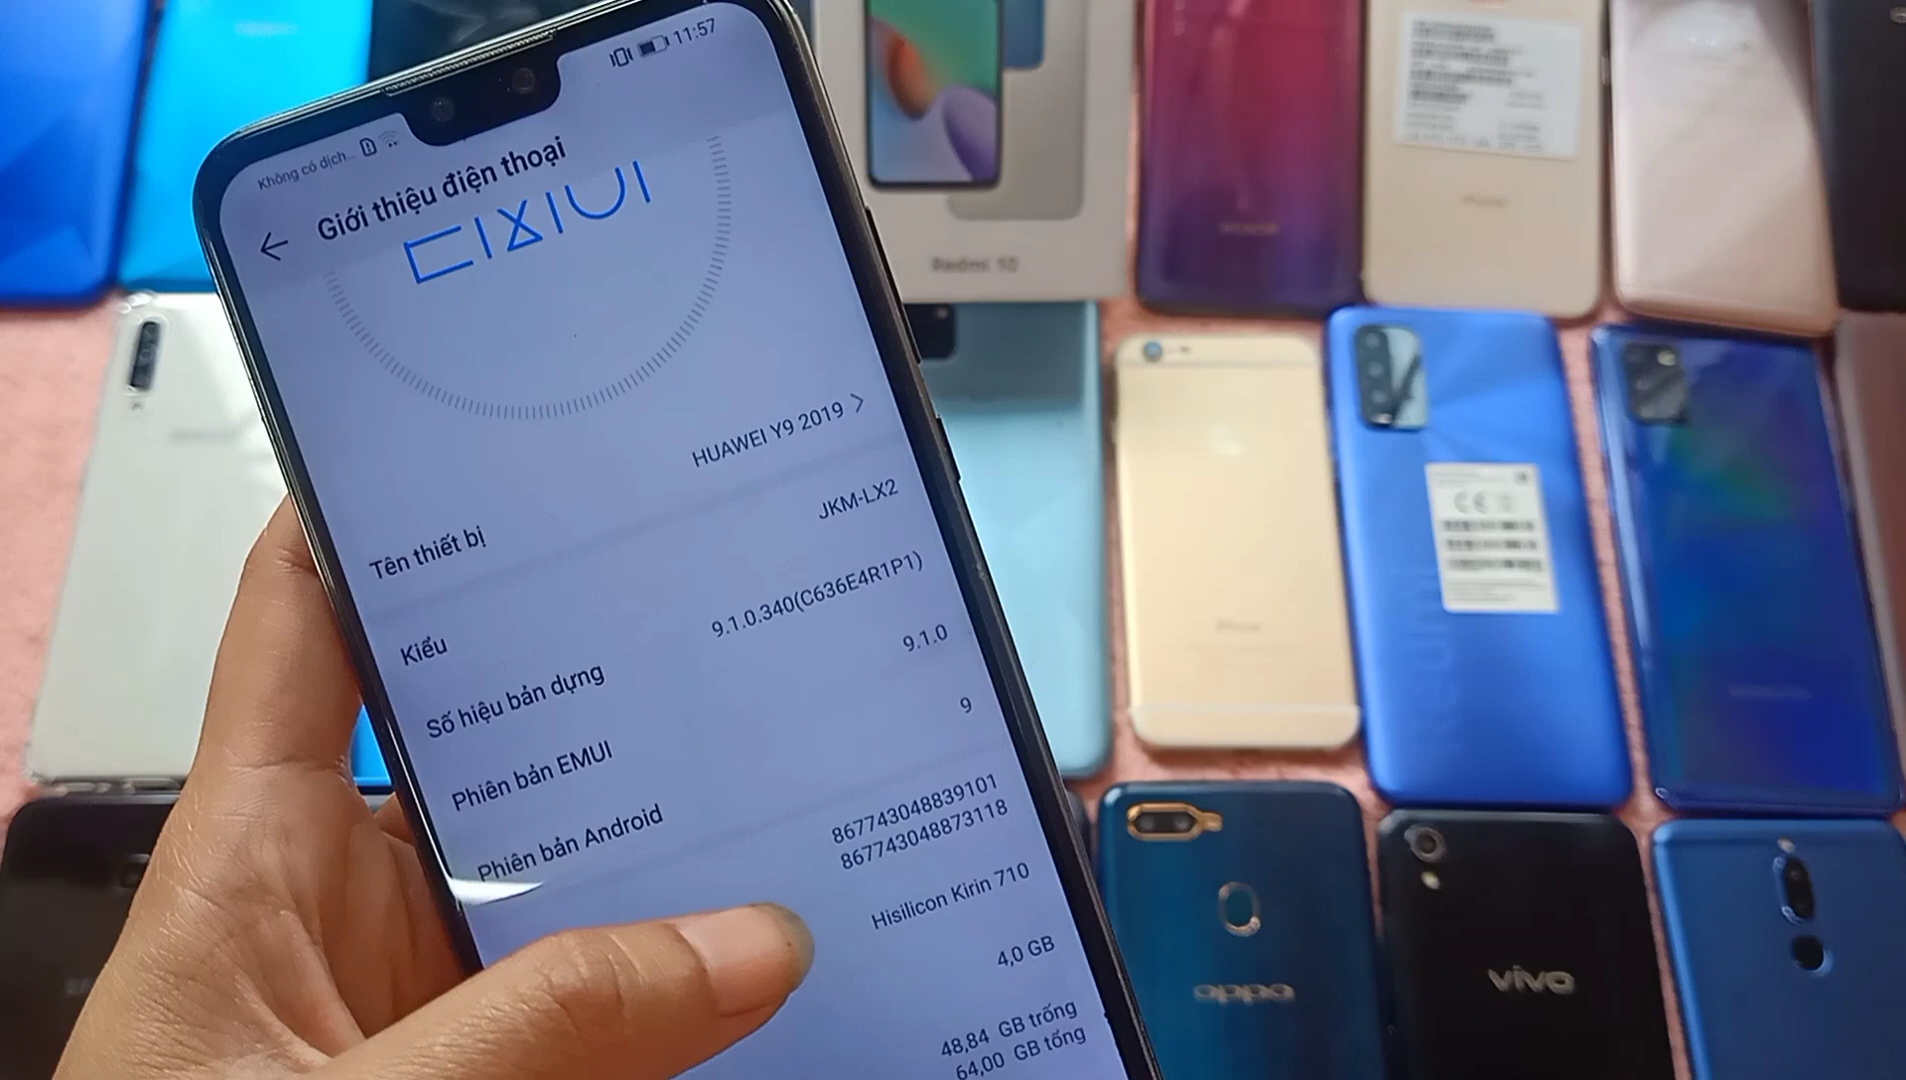 11:57
Không có dịch...
Giới thiệu điện thoại
EMUI
HUAWEI Y9 2019
Tên thiết bị
JKM-LX2
Kiểu
9.1.0.340(C636E4R1P1)
Số hiệu bản dựng
9.1.0
Phiên bản EMUI
9
Phiên bản Android
867743048839101
867743048873118
Hisilicon Kirin 710
4,0 GB
48,84 GB trống
64,00 GB tổng
Redmi 10
CE
iPhone
oppo
vivo